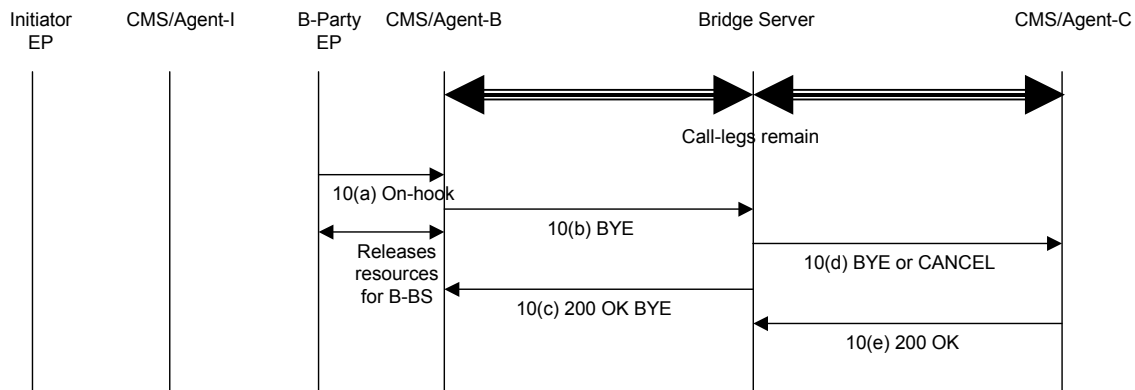 Initiator
EP
CMS/Agent-I
B-Party
EP
CMS/Agent-B
Bridge Server
CMS/Agent-C
Call-legs remain
10(a) On-hook
10(b) BYE
Releases
resources
for B-BS
10(d) BYE or CANCEL
10(c) 200 OK BYE
10(e) 200 OK